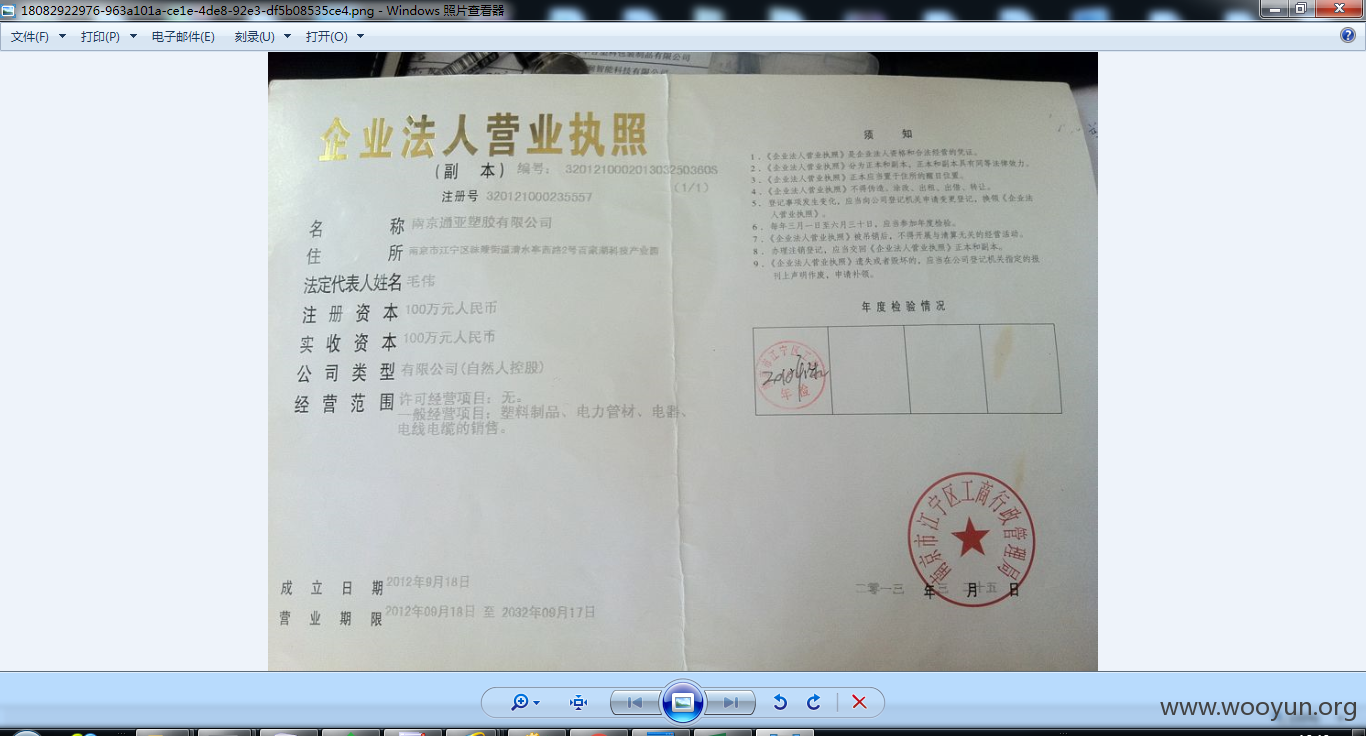 18082922976-963a101a-ce1e-4de8-92e3-df5b08535ce4.png - Windows 照片查看器
文件(F) 打印(P) 电子邮件(E) 刻录(U) 打开(O)
企业法人营业执照
(副 本) 编号: 320121000201303250360S
(1/1)
注册号 320121000235557
名 称 南京通亚塑胶有限公司
住 所 南京市江宁区秣陵街道清水亭西路2号百家湖科技产业园
法定代表人姓名 毛伟
注 册 资 本 100万元人民币
实 收 资 本 100万元人民币
公 司 类 型 有限公司(自然人控股)
经 营 范 围 许可经营项目:无。
一般经营项目:塑料制品、电力管材、电器、
电线电缆的销售。
成 立 日 期 2012年9月18日
营 业 期 限 2012年09月18日 至 2032年09月17日
须 知
1.《企业法人营业执照》是企业法人资格和合法经营的凭证。
2.《企业法人营业执照》分为正本和副本,正本和副本具有同等法律效力。
3.《企业法人营业执照》正本应当置于住所的醒目位置。
4.《企业法人营业执照》不得伪造、涂改、出租、出借、转让。
5.登记事项发生变化,应当向公司登记机关申请变更登记,换领《企业法
人营业执照》。
6.每年三月一日至六月三十日,应当参加年度检验。
7.《企业法人营业执照》被吊销后,不得开展与清算无关的经营活动。
8.办理注销登记,应当交回《企业法人营业执照》正本和副本。
9.《企业法人营业执照》遗失或者毁坏的,应当在公司登记机关指定的报
刊上声明作废,申请补领。
年 度 检 验 情 况
年检
南京市江宁区工商行政管理局
二零一三 年 三 月 二十五 日
www.wooyun.org